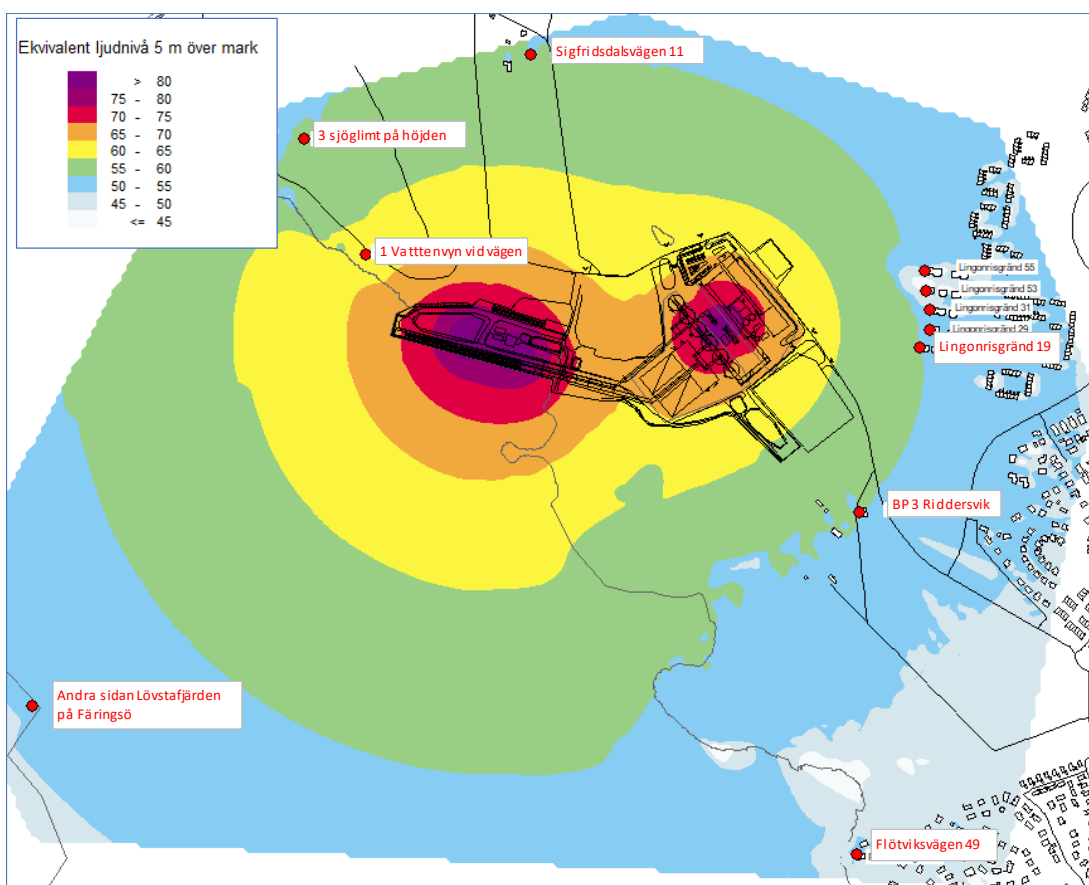 Ekvivalent ljudnivå 5 m över mark
> 80
75 - 80
70 - 75
65 - 70
60 - 65
55 - 60
50 - 55
45 - 50
<= 45
Sigfridsdalsvägen 11
3 sjöglimt på höjden
1 Vatttenvyn vid vägen
Lingonrisgränd 55
Lingonrisgränd 53
Lingonrisgränd 31
Lingonrisgränd 29
Lingonrisgränd 19
BP 3 Riddersvik
Andra sidan Lövstafjärden
på Färingsö
Flötviksvägen 49